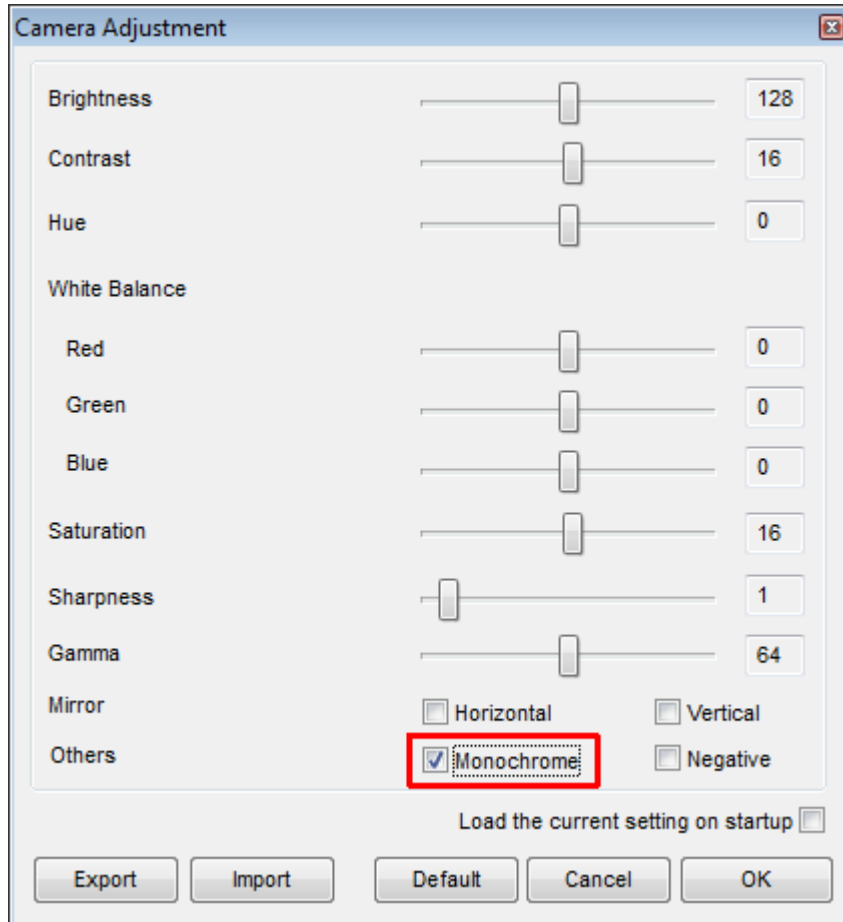 Camera Adjustment
Brightness 128
Contrast 16
Hue 0
White Balance
Red 0
Green 0
Blue 0
Saturation 16
Sharpness 1
Gamma 64
Mirror Horizontal Vertical
Others Monochrome Negative
Load the current setting on startup
Export Import Default Cancel OK